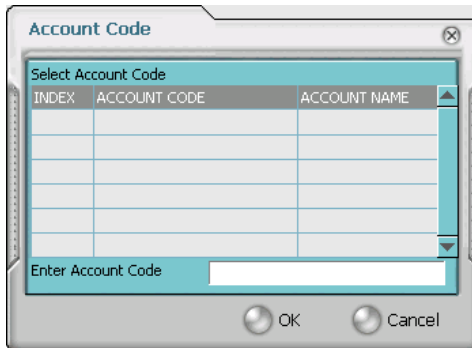 Account Code
Select Account Code
INDEX ACCOUNT CODE ACCOUNT NAME
Enter Account Code
OK Cancel